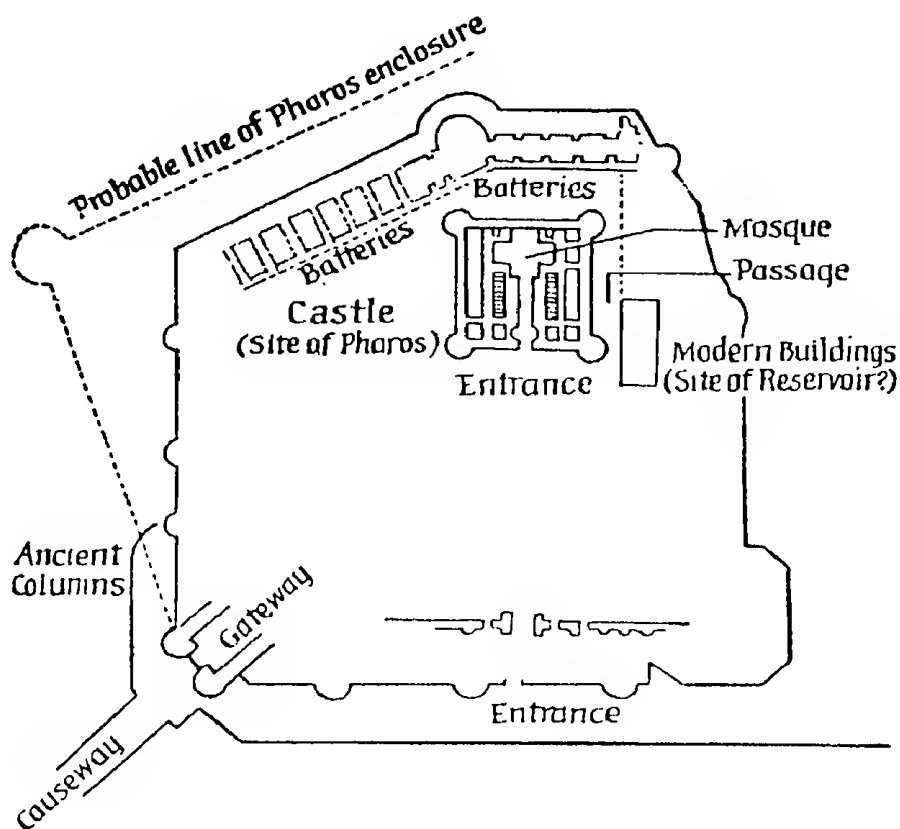 Probable line of Pharos enclosure
Batteries
Batteries
Mosque
Passage
Castle
(Site of Pharos)
Modern Buildings
(Site of Reservoir?)
Entrance
Ancient
Columns
Gateway
Entrance
Causeway